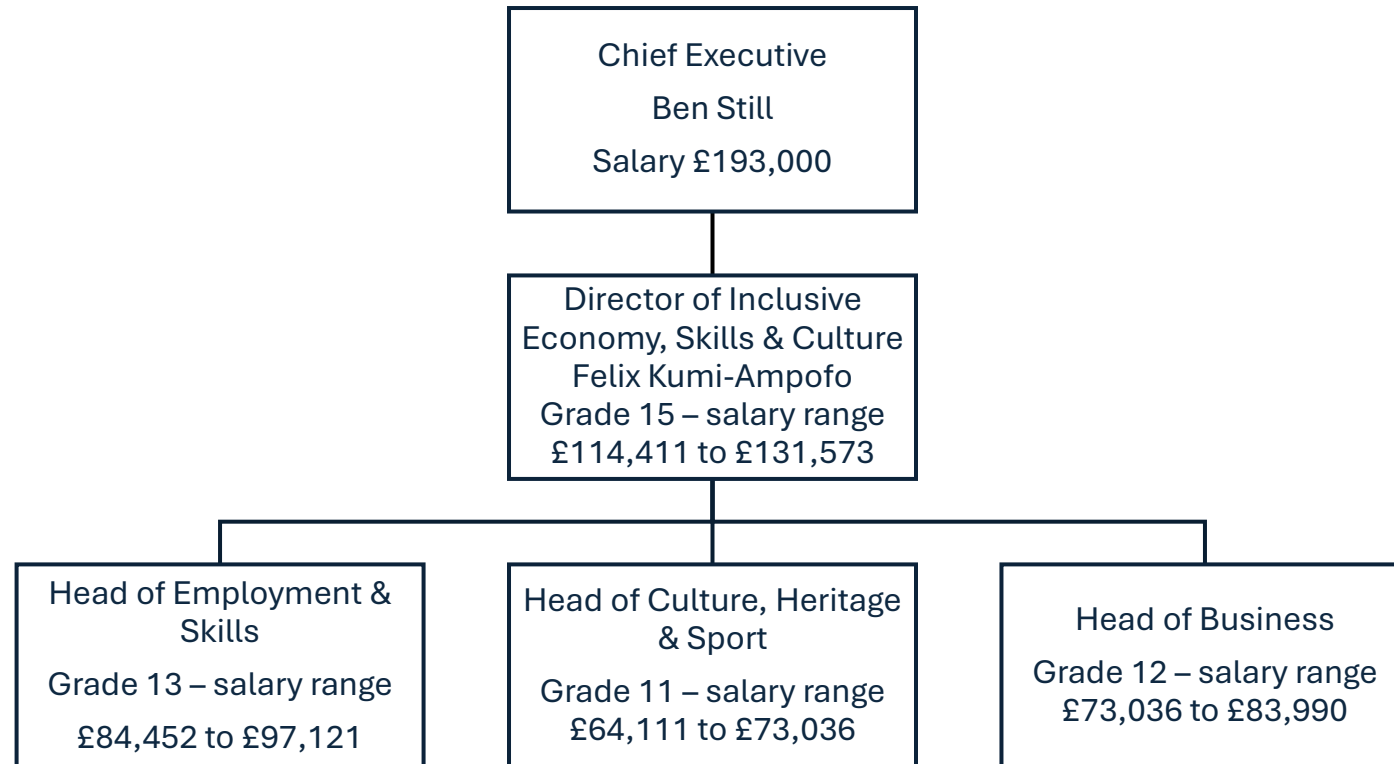 Chief Executive
Ben Still
Salary £193,000
Director of Inclusive
Economy, Skills & Culture
Felix Kumi-Ampofo
Grade 15 – salary range
£114,411 to £131,573
Head of Employment &
Skills
Grade 13 – salary range
£84,452 to £97,121
Head of Culture, Heritage
& Sport
Grade 11 – salary range
£64,111 to £73,036
Head of Business
Grade 12 – salary range
£73,036 to £83,990